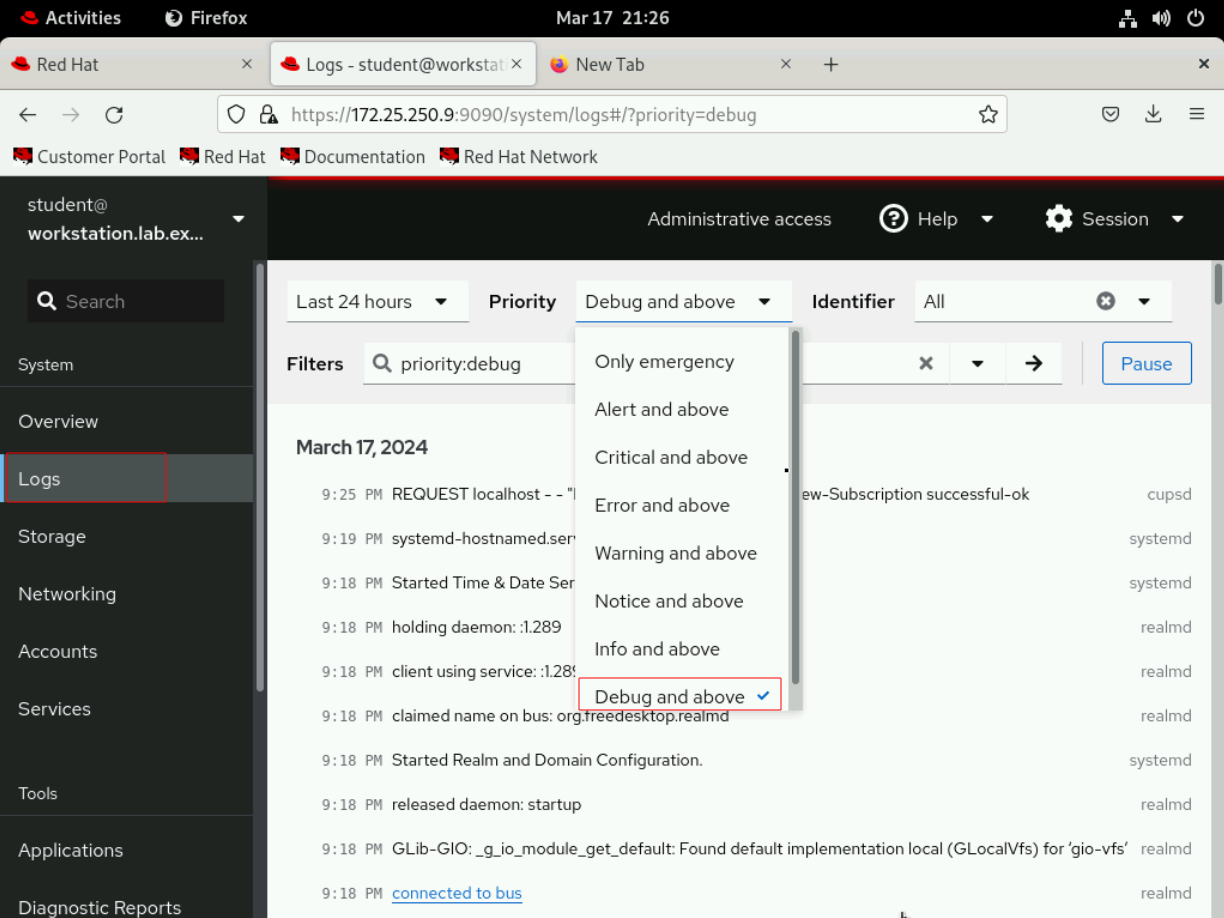 Activities Firefox Mar 17 21:26
Red Hat Logs - student@workstati New Tab
https://172.25.250.9:9090/system/logs#/?priority=debug
Customer Portal Red Hat Documentation Red Hat Network
student@
workstation.lab.ex...
Administrative access Help Session
Search
Last 24 hours Priority Debug and above Identifier All
Filters priority:debug Pause
Only emergency
Alert and above
Critical and above
Error and above
Warning and above
Notice and above
Info and above
Debug and above
System
Overview
Logs
Storage
Networking
Accounts
Services
Tools
Applications
Diagnostic Reports
March 17, 2024
9:25 PM REQUEST localhost - - " ew-Subscription successful-ok cupsd
9:19 PM systemd-hostnamed.serv systemd
9:18 PM Started Time & Date Ser systemd
9:18 PM holding daemon: :1.289 realmd
9:18 PM client using service: :1.289 realmd
9:18 PM claimed name on bus: org.freedesktop.realmd realmd
9:18 PM Started Realm and Domain Configuration. systemd
9:18 PM released daemon: startup realmd
9:18 PM GLib-GIO: _g_io_module_get_default: Found default implementation local (GLocalVfs) for ‘gio-vfs’ realmd
9:18 PM connected to bus realmd